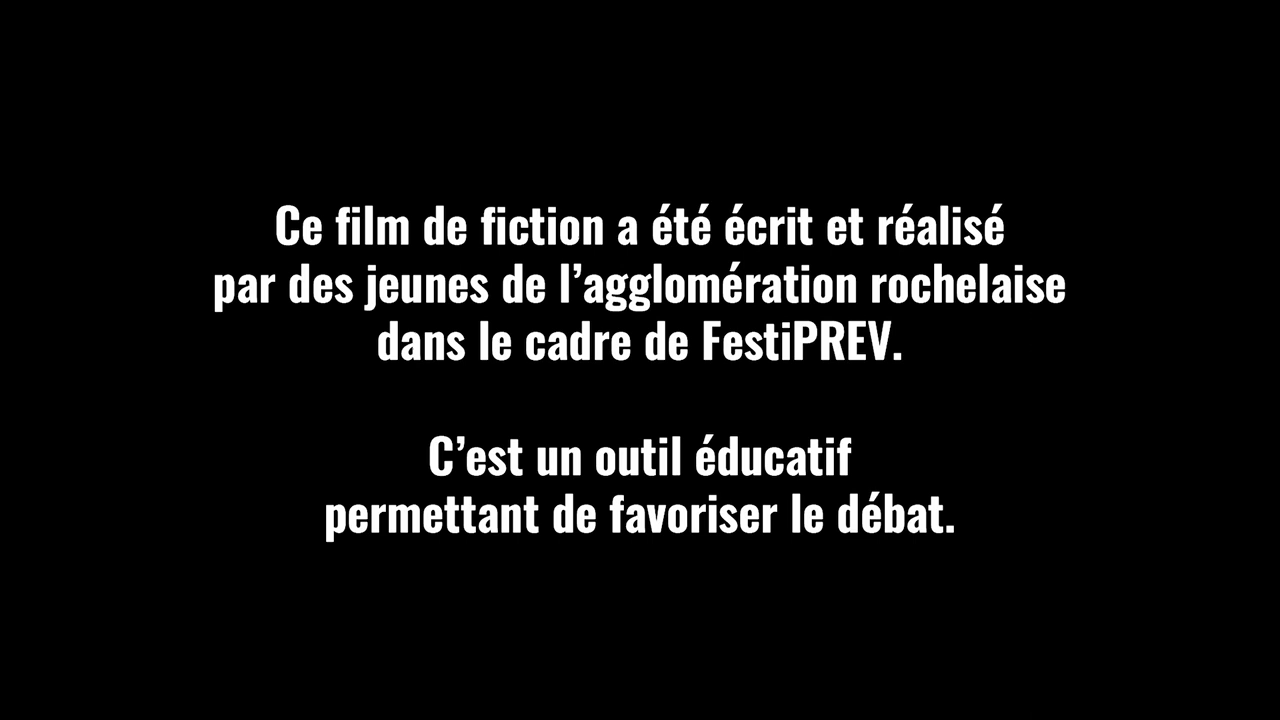 Ce film de fiction a été écrit et réalisé
par des jeunes de l’agglomération rochelaise
dans le cadre de FestiPREV.
C’est un outil éducatif
permettant de favoriser le débat.